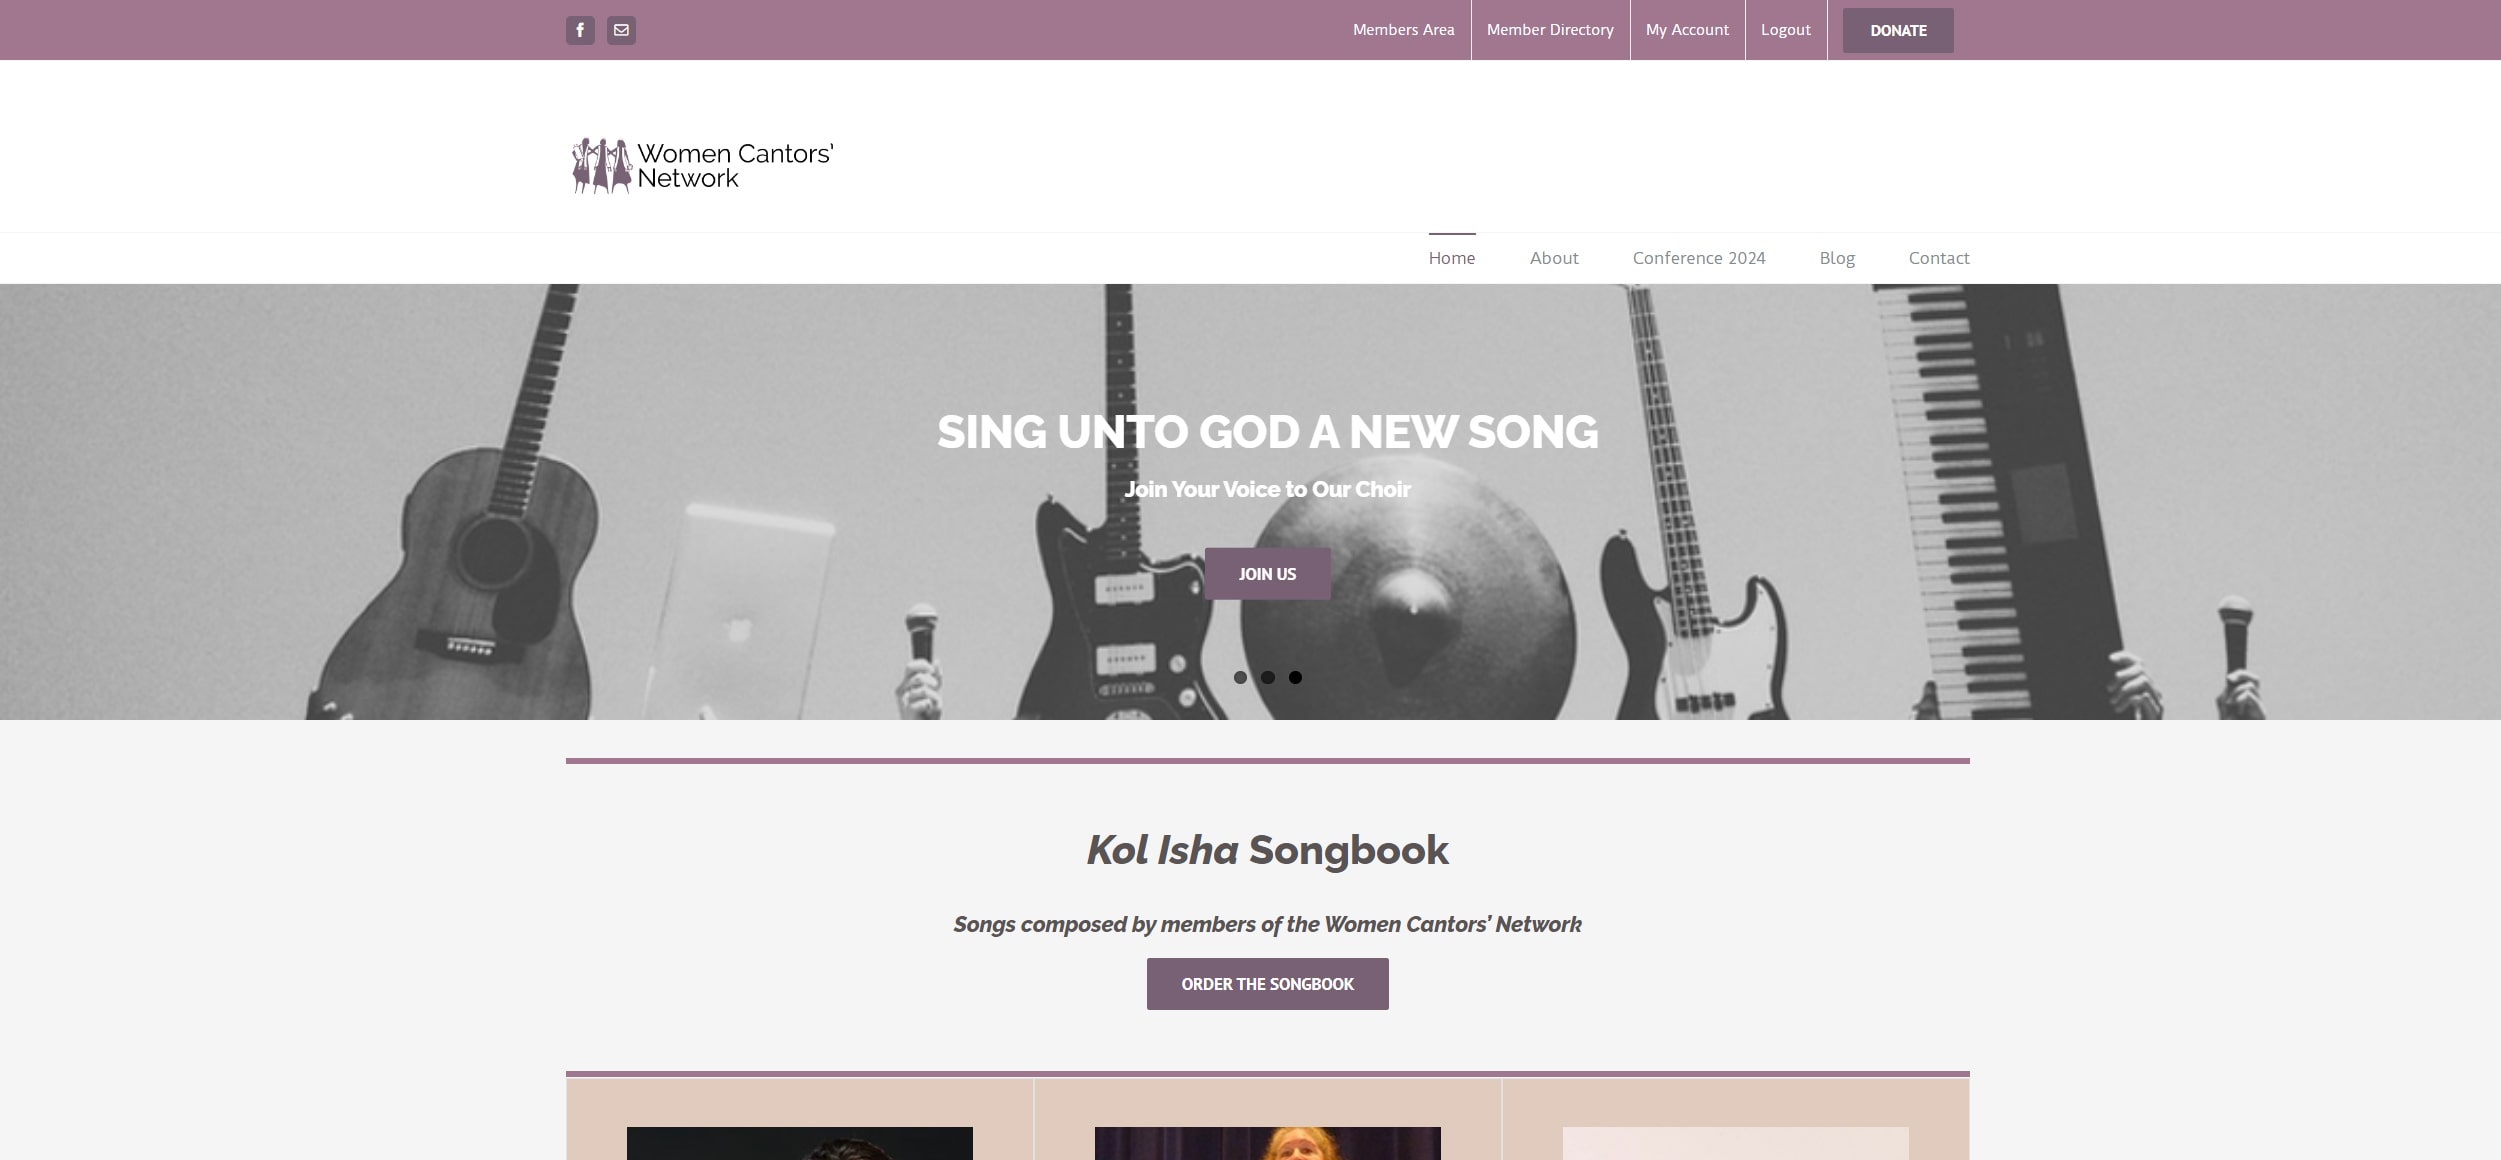 Members Area
Member Directory
My Account
Logout
DONATE
Women Cantors’
Network
Home
About
Conference 2024
Blog
Contact
SING UNTO GOD A NEW SONG
Join Your Voice to Our Choir
JOIN US
Kol Isha Songbook
Songs composed by members of the Women Cantors’ Network
ORDER THE SONGBOOK